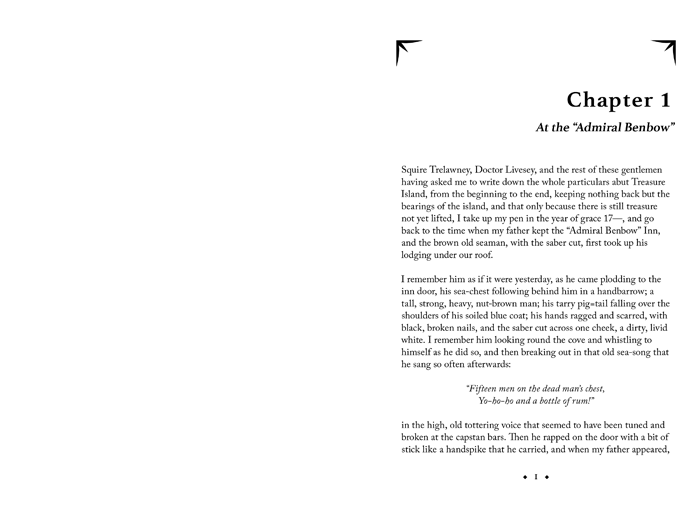 Chapter 1
At the “Admiral Benbow”
Squire Trelawney, Doctor Livesey, and the rest of these gentlemen
having asked me to write down the whole particulars abut Treasure
Island, from the beginning to the end, keeping nothing back but the
bearings of the island, and that only because there is still treasure
not yet lifted, I take up my pen in the year of grace 17—, and go
back to the time when my father kept the “Admiral Benbow” Inn,
and the brown old seaman, with the saber cut, first took up his
lodging under our roof.
I remember him as if it were yesterday, as he came plodding to the
inn door, his sea-chest following behind him in a handbarrow; a
tall, strong, heavy, nut-brown man; his tarry pig=tail falling over the
shoulders of his soiled blue coat; his hands ragged and scarred, with
black, broken nails, and the saber cut across one cheek, a dirty, livid
white. I remember him looking round the cove and whistling to
himself as he did so, and then breaking out in that old sea-song that
he sang so often afterwards:
“Fifteen men on the dead man’s chest,
Yo-ho-ho and a bottle of rum!”
in the high, old tottering voice that seemed to have been tuned and
broken at the capstan bars. Then he rapped on the door with a bit of
stick like a handspike that he carried, and when my father appeared,
◆ 1 ◆